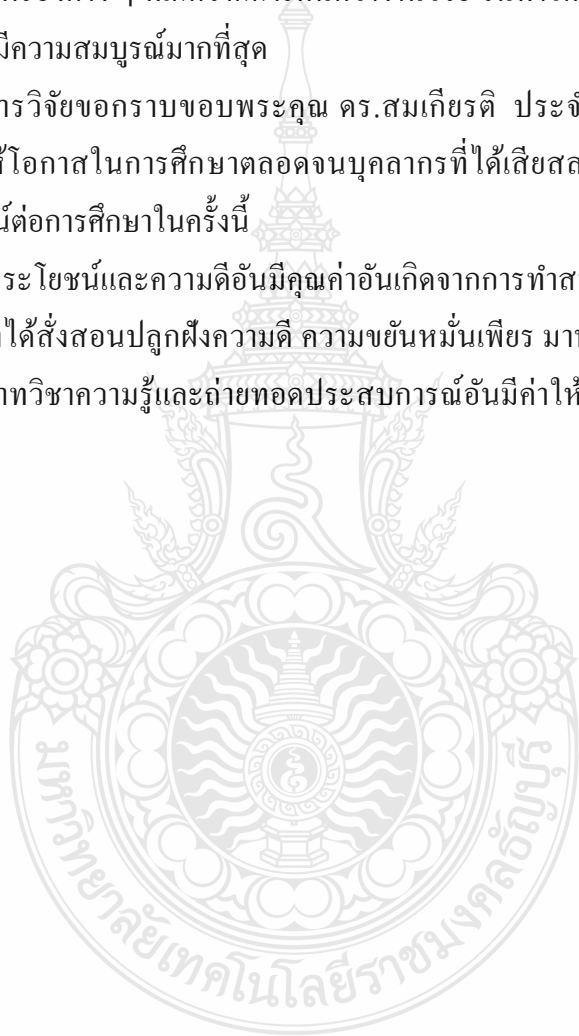 มีความสมบูรณ์มากที่สุด
ารวิจัยขอกราบขอบพระคุณ ดร.สมเกียรติ ประจั
ห้โอกาสในการศึกษาตลอดจนบุคลากรที่ได้เสียสล
น์ต่อการศึกษาในครั้งนี้
ระโยชน์และความดีอันมีคุณค่าอันเกิดจากการทำส
ได้สั่งสอนปลูกฝังความดี ความขยันหมั่นเพียร มา
าทวิชาความรู้และถ่ายทอดประสบการณ์อันมีค่าให้
มหาวิทยาลัยเทคโนโลยีราชมงคลธัญบุรี